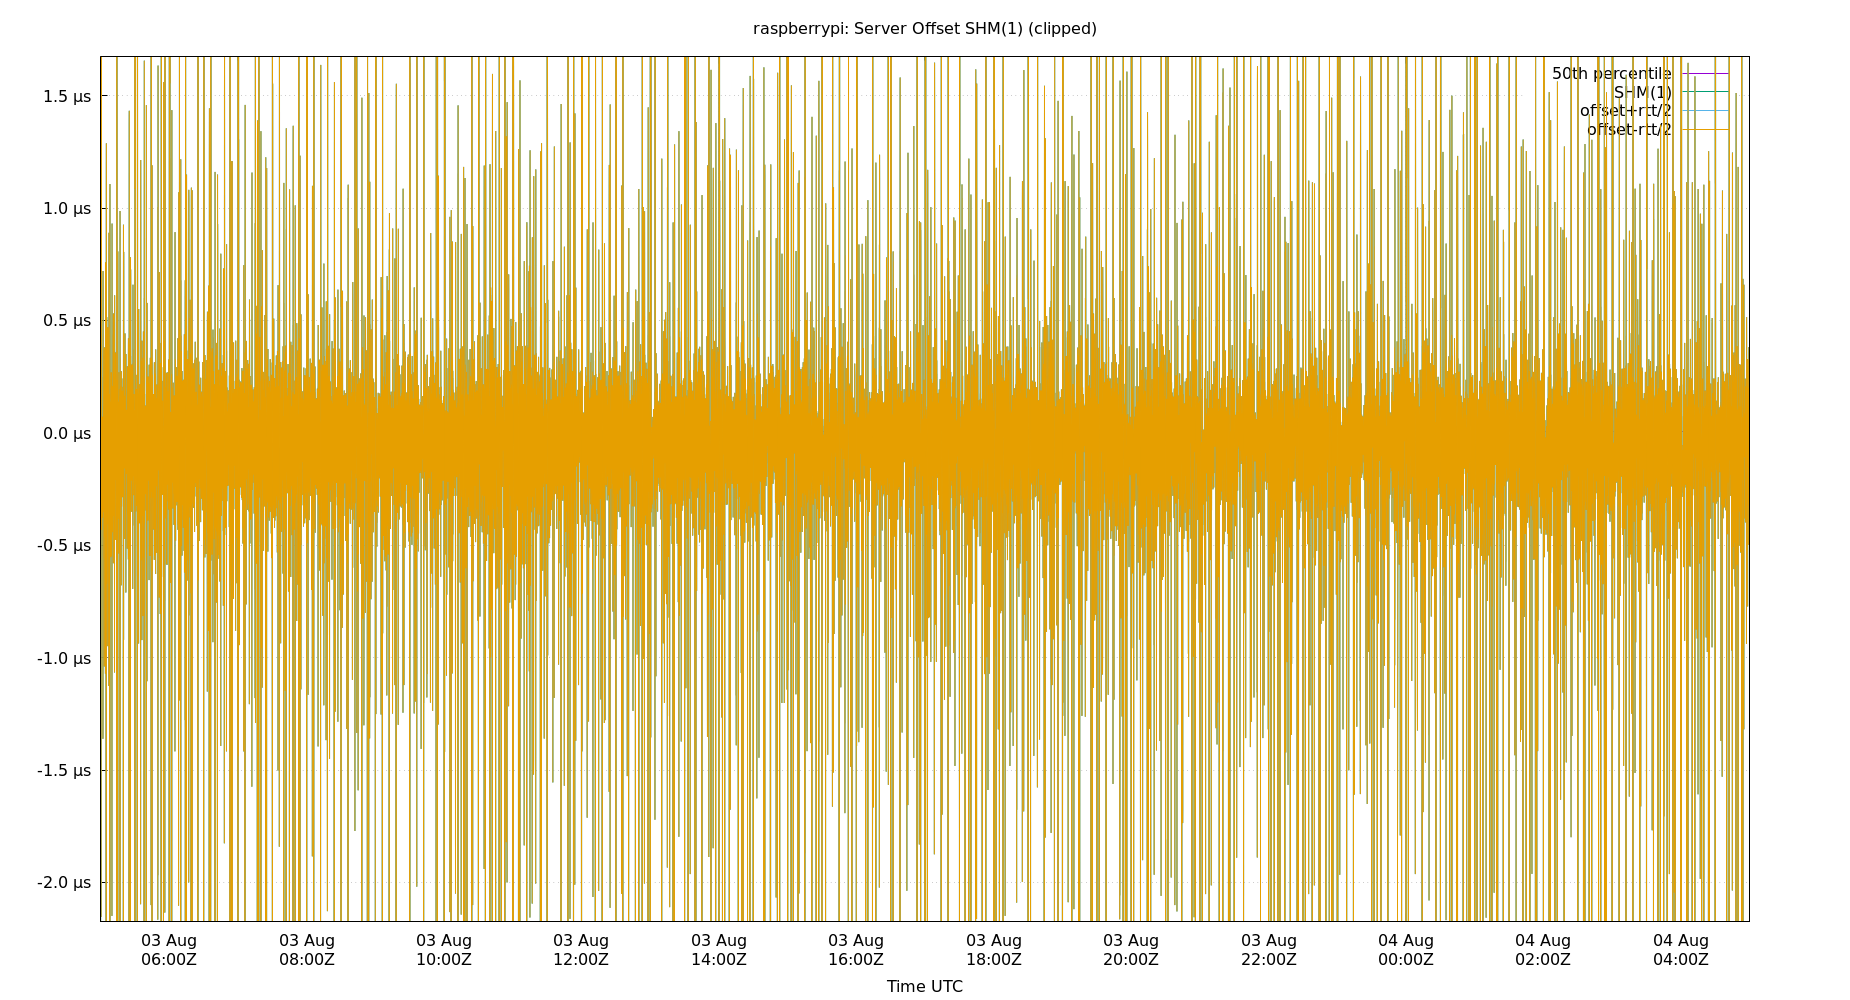 raspberrypi: Server Offset SHM(1) (clipped)
50th percentile
SHM(1)
offset+rtt/2
offset-rtt/2
1.5 µs
1.0 µs
0.5 µs
0.0 µs
-0.5 µs
-1.0 µs
-1.5 µs
-2.0 µs
03 Aug 03 Aug 03 Aug 03 Aug 03 Aug 03 Aug 03 Aug 03 Aug 03 Aug 04 Aug 04 Aug 04 Aug
06:00Z 08:00Z 10:00Z 12:00Z 14:00Z 16:00Z 18:00Z 20:00Z 22:00Z 00:00Z 02:00Z 04:00Z
Time UTC